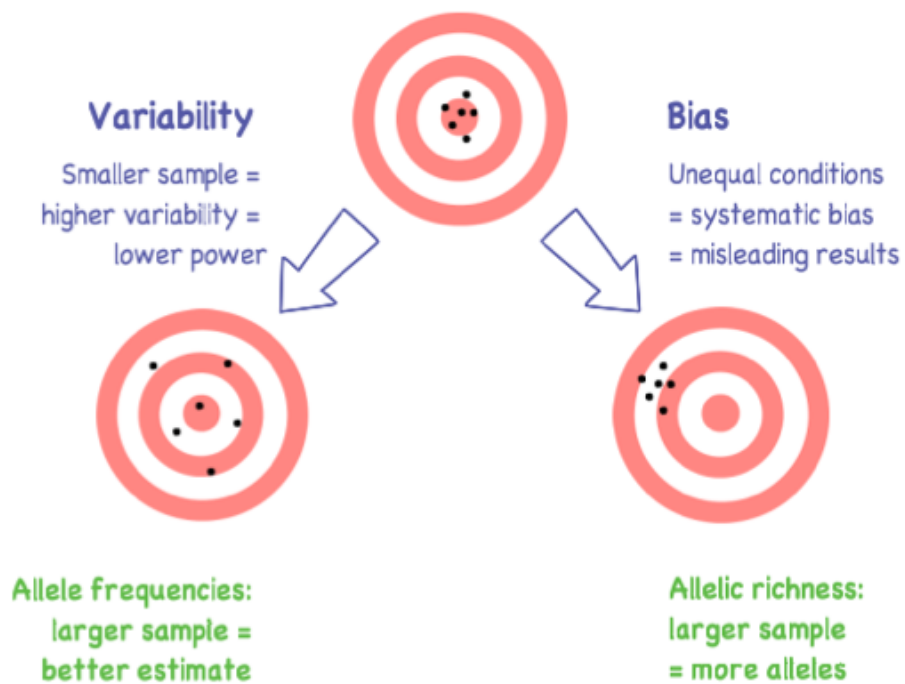 Variability
Smaller sample =
higher variability =
lower power
Bias
Unequal conditions
= systematic bias
= misleading results
Allele frequencies:
larger sample =
better estimate
Allelic richness:
larger sample
= more alleles